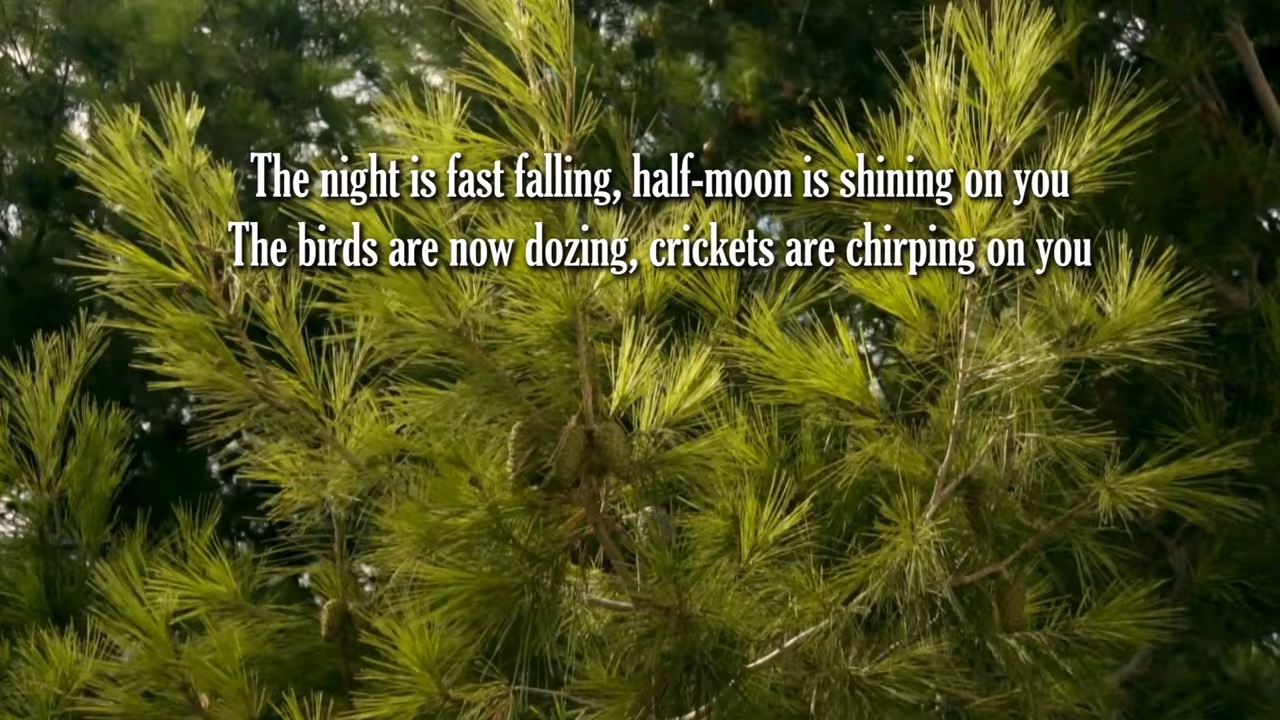 The night is fast falling, half-moon is shining on you
The birds are now dozing, crickets are chirping on you